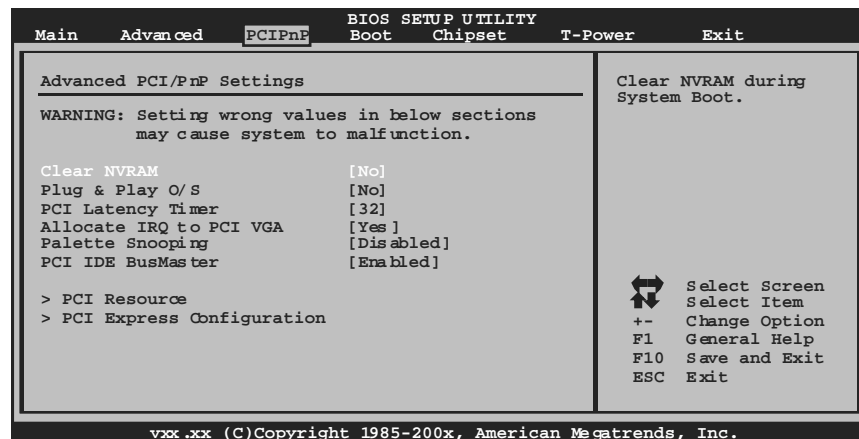 BIOS SETUP UTILITY
Main Advanced PCIPnP Boot Chipset T-Power Exit
Advanced PCI/PnP Settings
WARNING: Setting wrong values in below sections
may cause system to malfunction.
Clear NVRAM [No]
Plug & Play O/S [No]
PCI Latency Timer [32]
Allocate IRQ to PCI VGA [Yes]
Palette Snooping [Disabled]
PCI IDE BusMaster [Enabled]
> PCI Resource
> PCI Express Configuration
Clear NVRAM during
System Boot.
Select Screen
Select Item
+- Change Option
F1 General Help
F10 Save and Exit
ESC Exit
vxx.xx (C)Copyright 1985-200x, American Megatrends, Inc.